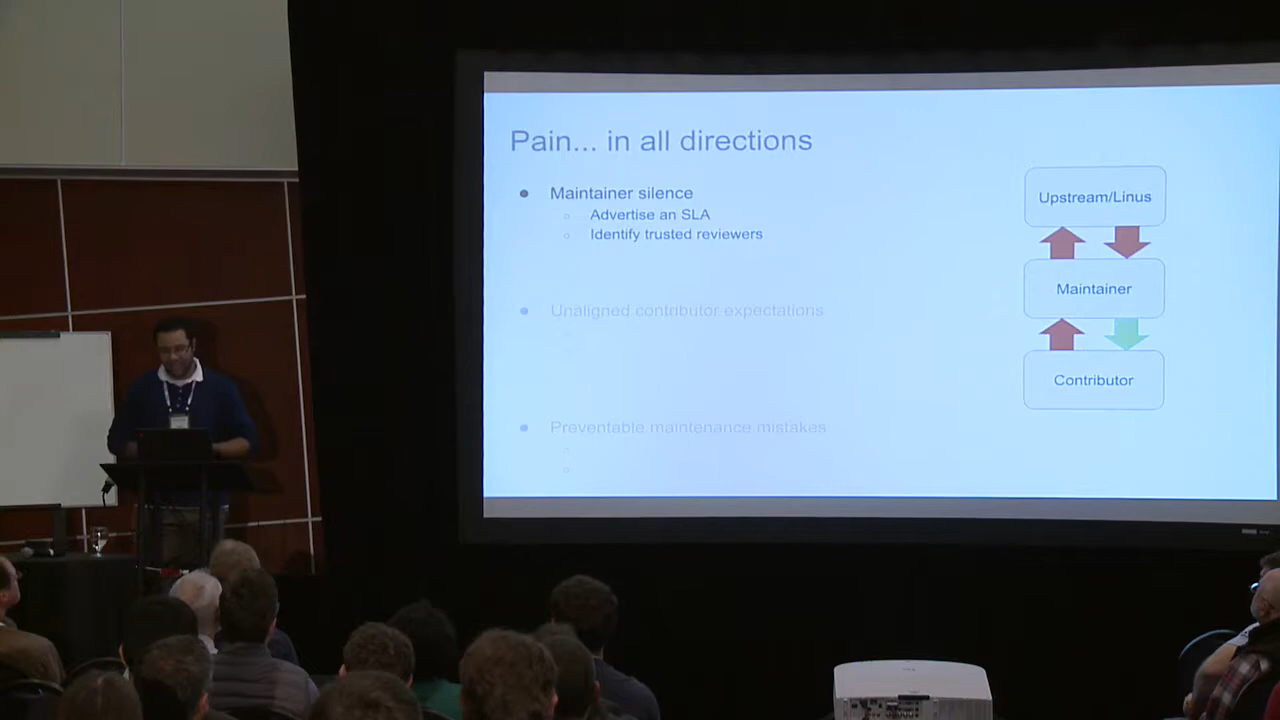 Pain... in all directions
Maintainer silence
Advertise an SLA
Identify trusted reviewers
Unaligned contributor expectations
Preventable maintenance mistakes
Upstream/Linus
Maintainer
Contributor